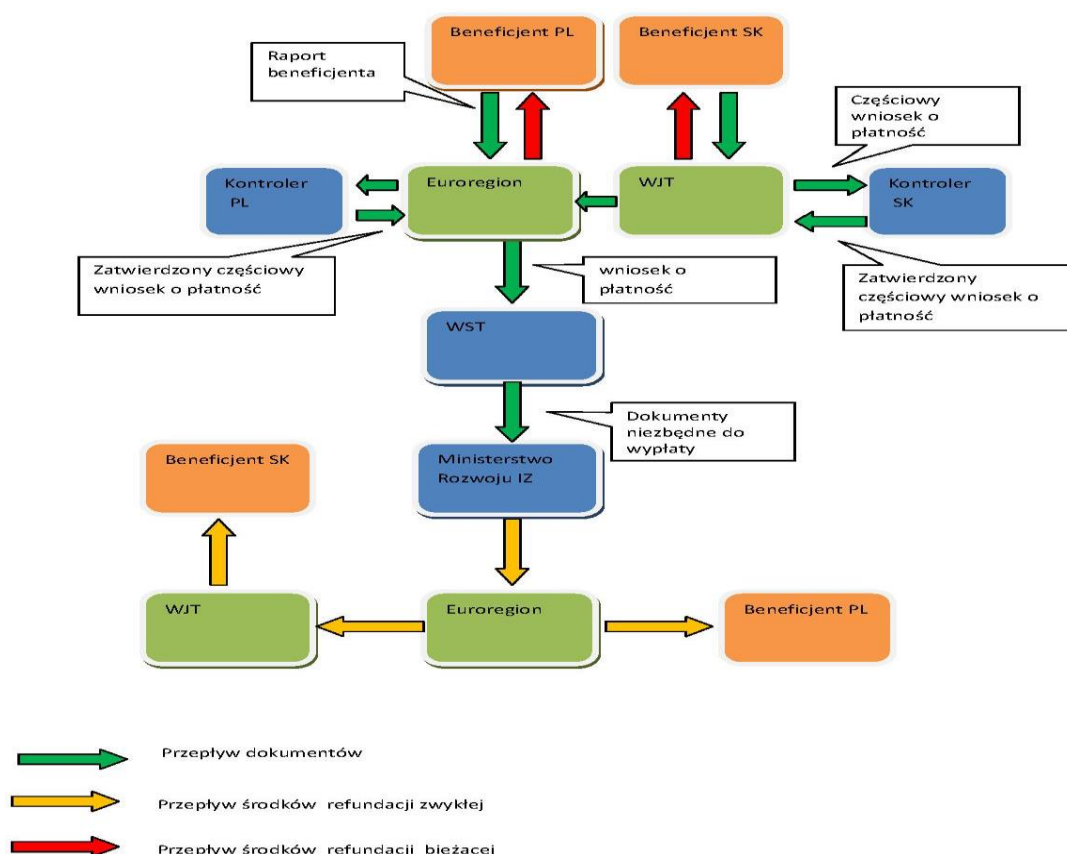 Beneficjent PL
Beneficjent SK
Raport
beneficjenta
Częściowy
wniosek o
płatność
Kontroler
PL
Euroregion
WJT
Kontroler
SK
Zatwierdzony częściowy
wniosek o płatność
wniosek o
płatność
Zatwierdzony
częściowy wniosek o
płatność
WST
Dokumenty
niezbędne do
wypłaty
Beneficjent SK
Ministerstwo
Rozwoju IZ
WJT
Euroregion
Beneficjent PL
Przepływ dokumentów
Przepływ środków refundacji zwykłej
Przepływ środków refundacji bieżącej